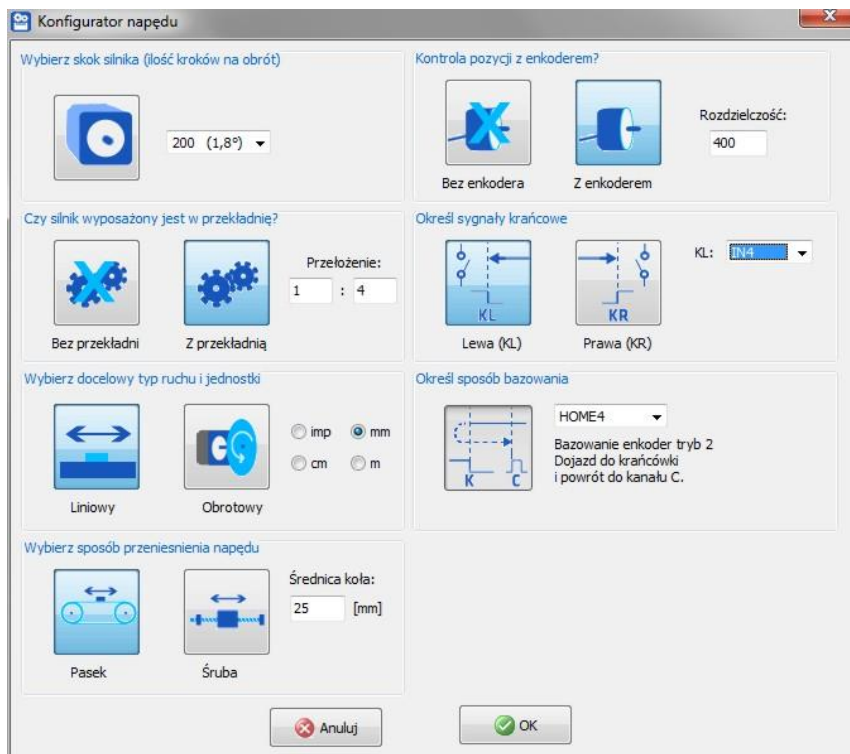 Konfigurator napędu
Wybierz skok silnika (ilość kroków na obrót)
200 (1,8°)
Kontrola pozycji z enkoderem?
Bez enkodera
Z enkoderem
Rozdzielczość:
400
Czy silnik wyposażony jest w przekładnię?
Bez przekładni
Z przekładnią
Przełożenie:
1 : 4
Określ sygnały krańcowe
KL
KR
Lewa (KL)
Prawa (KR)
KL: IN4
Wybierz docelowy typ ruchu i jednostki
Liniowy
Obrotowy
imp mm
cm m
Określ sposób bazowania
K C
HOME4
Bazowanie enkoder tryb 2
Dojazd do krańcówki
i powrót do kanału C.
Wybierz sposób przeniesnienia napędu
Pasek
Śruba
Średnica koła:
25 [mm]
Anuluj
OK